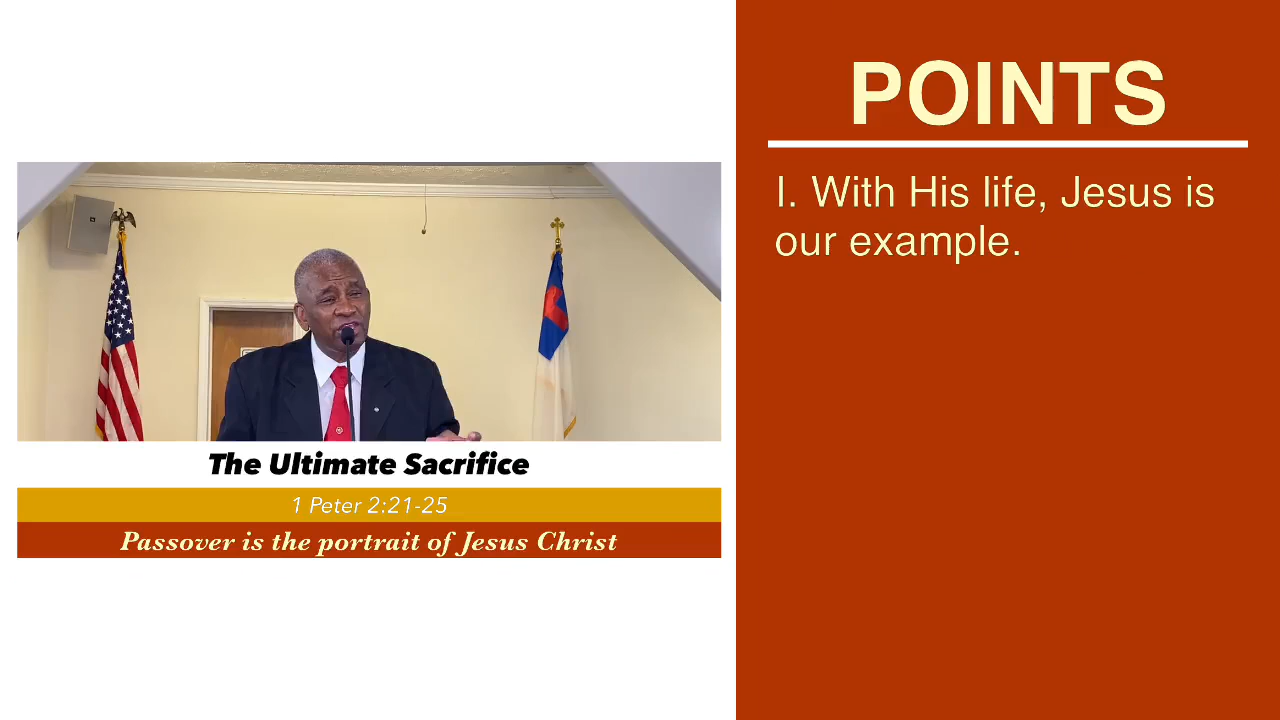 The Ultimate Sacrifice
1 Peter 2:21-25
Passover is the portrait of Jesus Christ
POINTS
I. With His life, Jesus is
our example.